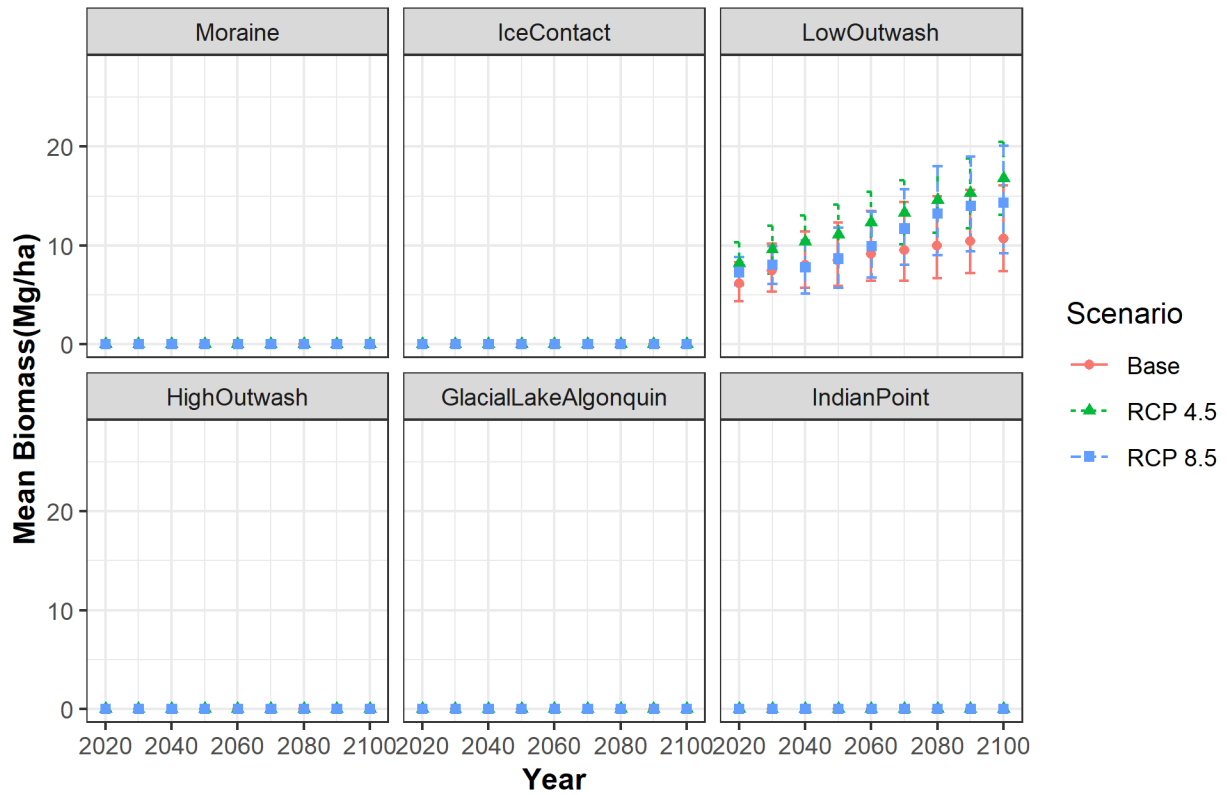 Moraine IceContact LowOutwash
20
10
0
HighOutwash GlacialLakeAlgonquin IndianPoint
20
10
0
2020 2040 2060 2080 2100 2020 2040 2060 2080 2100 2020 2040 2060 2080 2100
Year
Mean Biomass(Mg/ha)
Scenario
Base
RCP 4.5
RCP 8.5